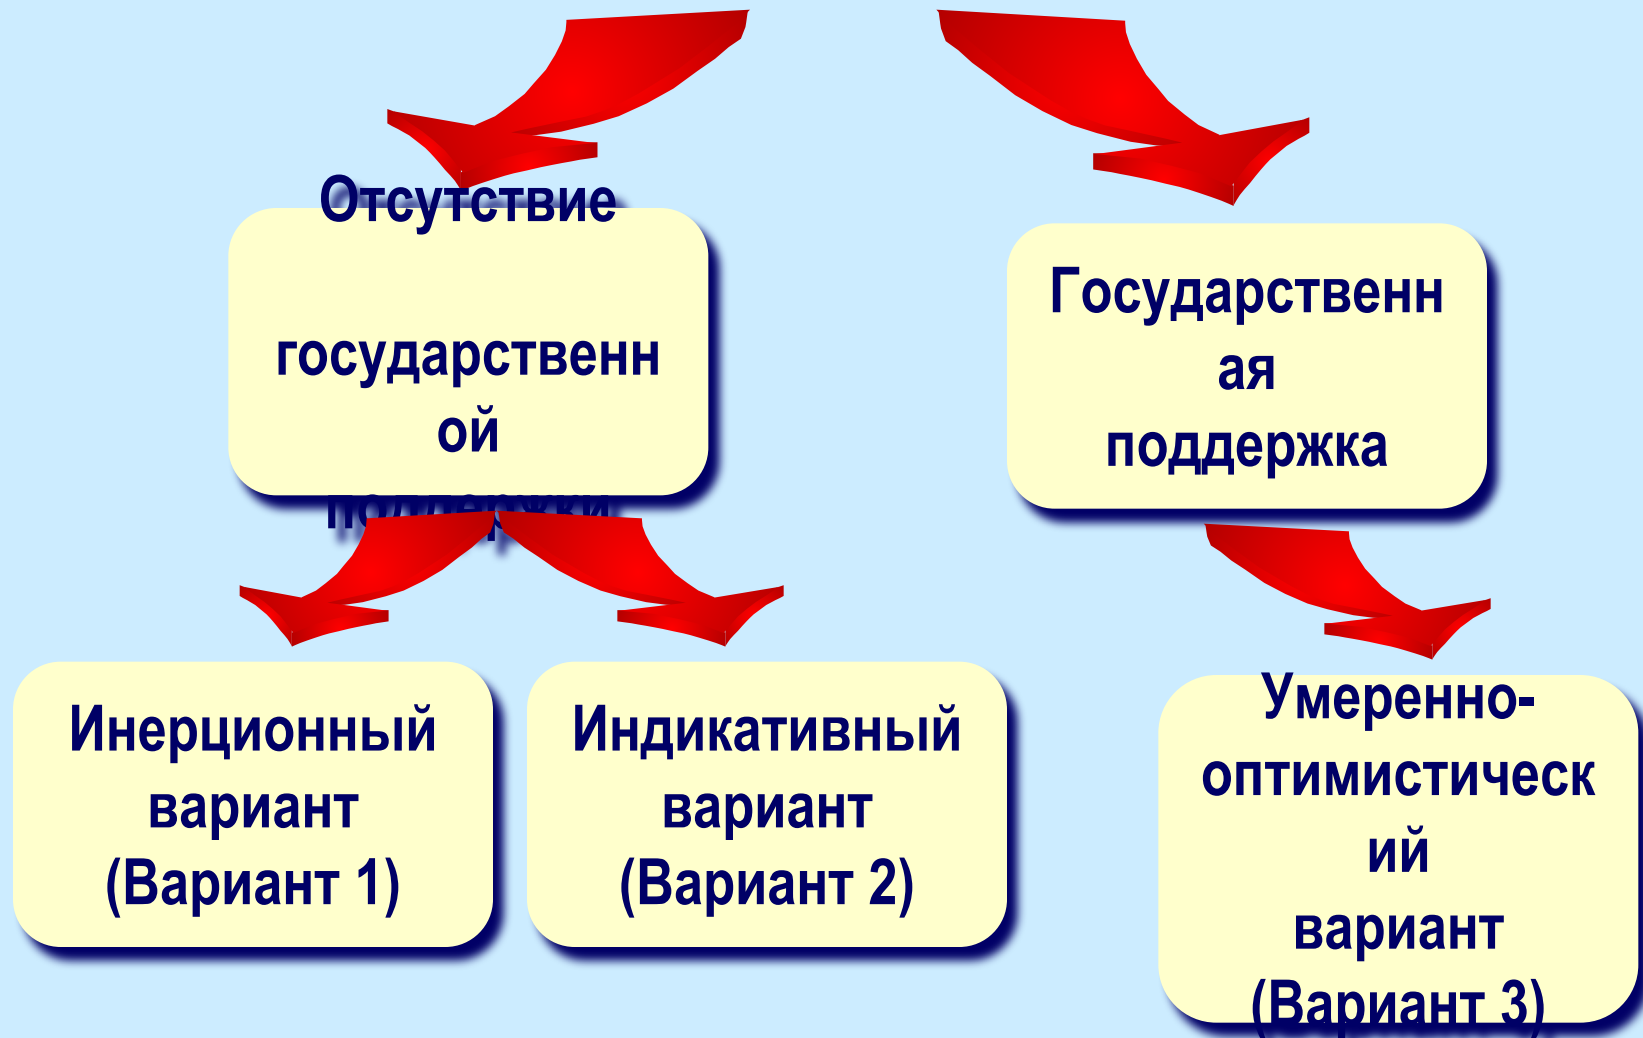 Отсутствие
государственн
ой
поддержки
Государственн
ая
поддержка
Инерционный
вариант
(Вариант 1)
Индикативный
вариант
(Вариант 2)
Умеренно-
оптимистическ
ий
вариант
(Вариант 3)